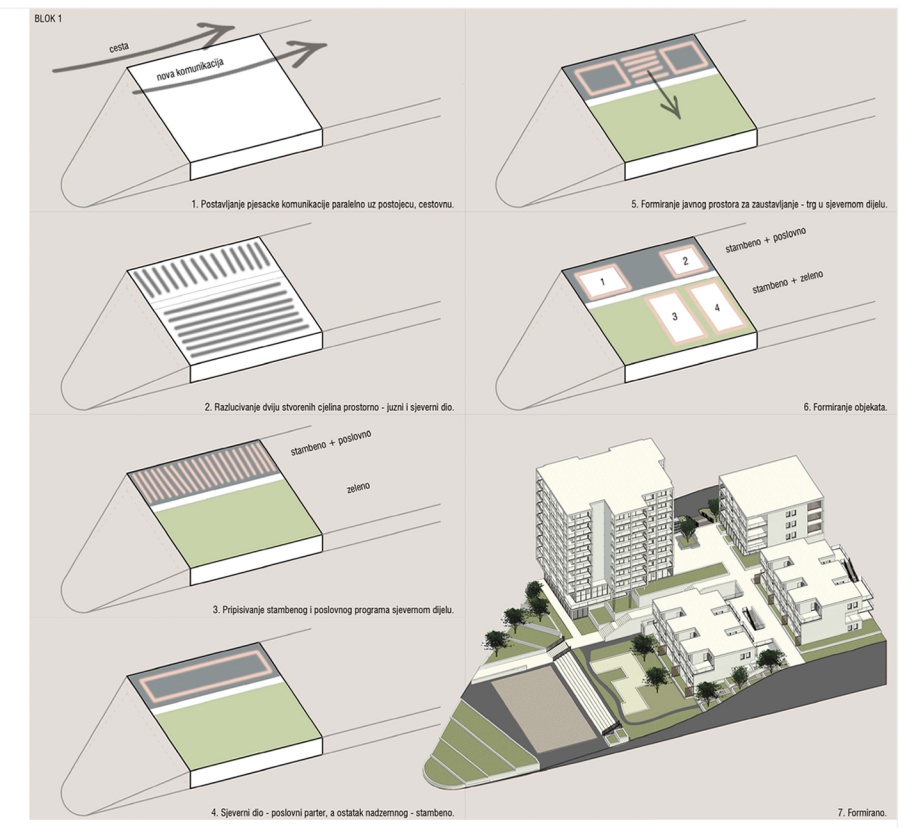 BLOK 1
cesta
nova komunikacija
1. Postavljanje pjesacke komunikacije paralelno uz postojecu, cestovnu.
2. Razlucivanje dviju stvorenih cjelina prostorno - juzni i sjeverni dio.
stambeno + poslovno
zeleno
3. Pripisivanje stambenog i poslovnog programa sjevernom dijelu.
4. Sjeverni dio - poslovni parter, a ostatak nadzemnog - stambeno.
5. Formiranje javnog prostora za zaustavljanje - trg u sjevernom dijelu.
stambeno + poslovno
1
2
stambeno + zeleno
3
4
6. Formiranje objekata.
7. Formirano.